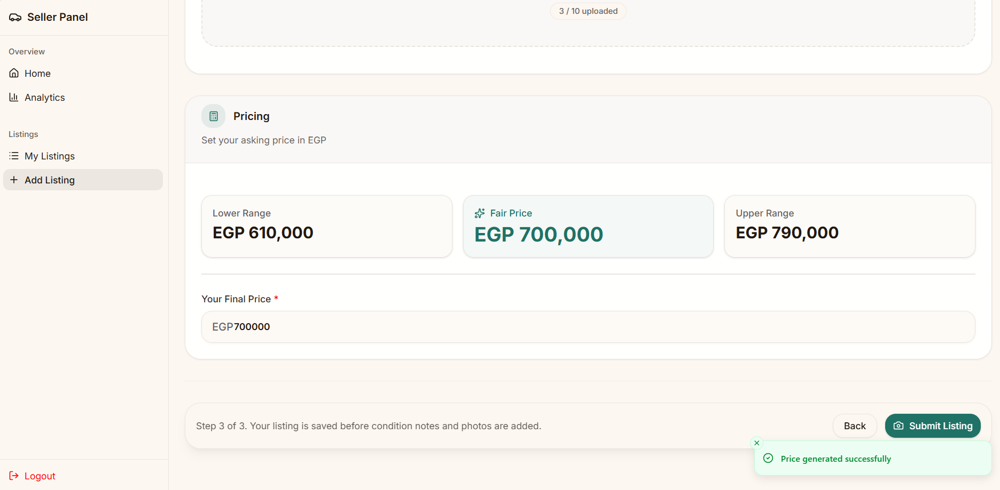 Seller Panel
Overview
Home
Analytics
Listings
My Listings
Add Listing
Logout
3 / 10 uploaded
Pricing
Set your asking price in EGP
Lower Range
EGP 610,000
Fair Price
EGP 700,000
Upper Range
EGP 790,000
Your Final Price *
EGP700000
Step 3 of 3. Your listing is saved before condition notes and photos are added.
Back
Submit Listing
Price generated successfully